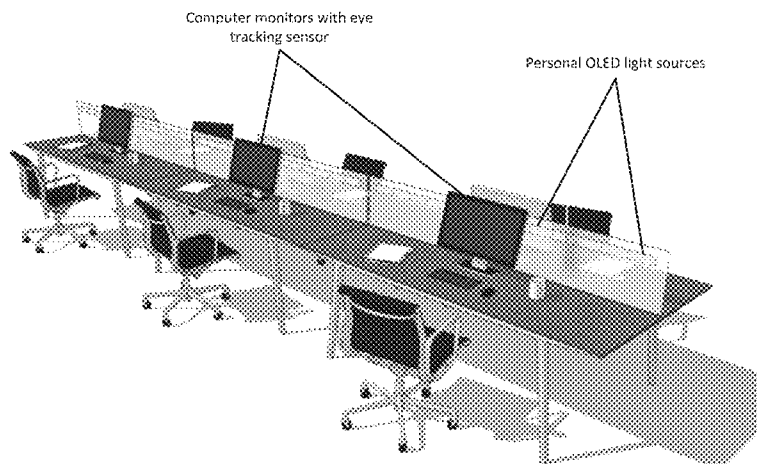 Computer monitors with eye
tracking sensor
Personal OLED light sources